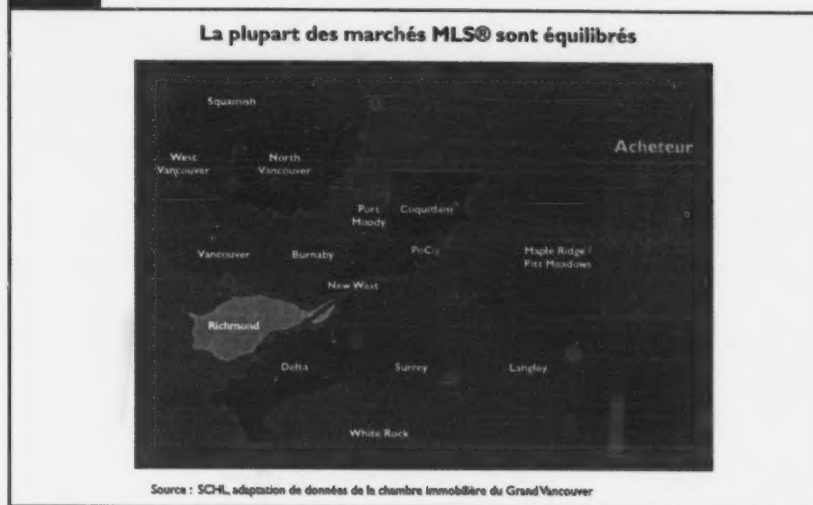 La plupart des marchés MLS® sont équilibrés
Squamish
Acheteur
West
Vancouver
North
Vancouver
Port
Moody
Coquitlam
Vancouver
Burnaby
PoCo
Maple Ridge /
Pitt Meadows
New West
Richmond
Delta
Surrey
Langley
White Rock
Source : SCHL, adaptation de données de la chambre immobilière du Grand Vancouver